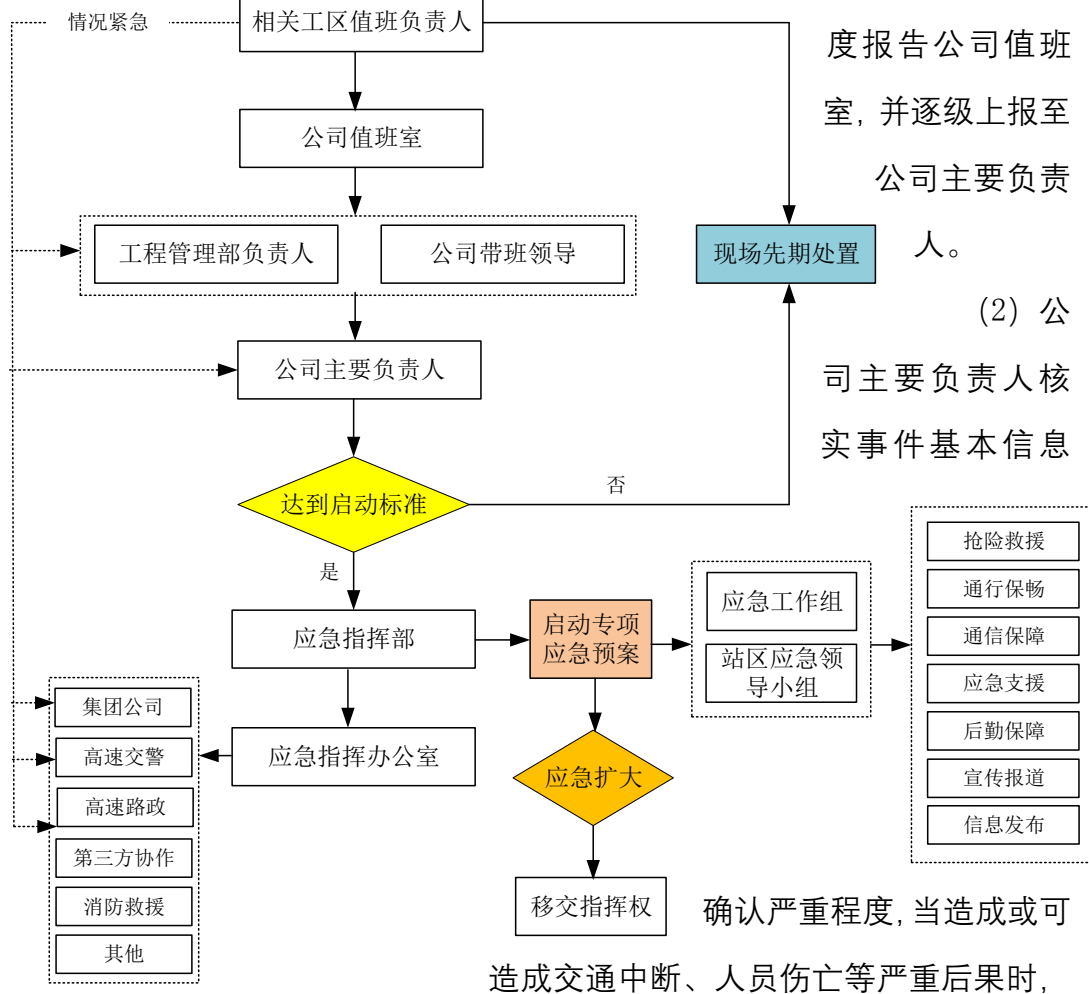 情况紧急
相关工区值班负责人
度报告公司值班
室, 并逐级上报至
公司主要负责
人。
公司值班室
工程管理部负责人
公司带班领导
现场先期处置
(2) 公
司主要负责人核
实事件基本信息
公司主要负责人
达到启动标准
否
是
应急指挥部
启动专项
应急预案
应急工作组
站区应急领
导小组
抢险救援
通行保畅
通信保障
应急支援
后勤保障
宣传报道
信息发布
应急指挥办公室
集团公司
高速交警
高速路政
第三方协作
消防救援
其他
应急扩大
移交指挥权
确认严重程度, 当造成或可
造成交通中断、人员伤亡等严重后果时,